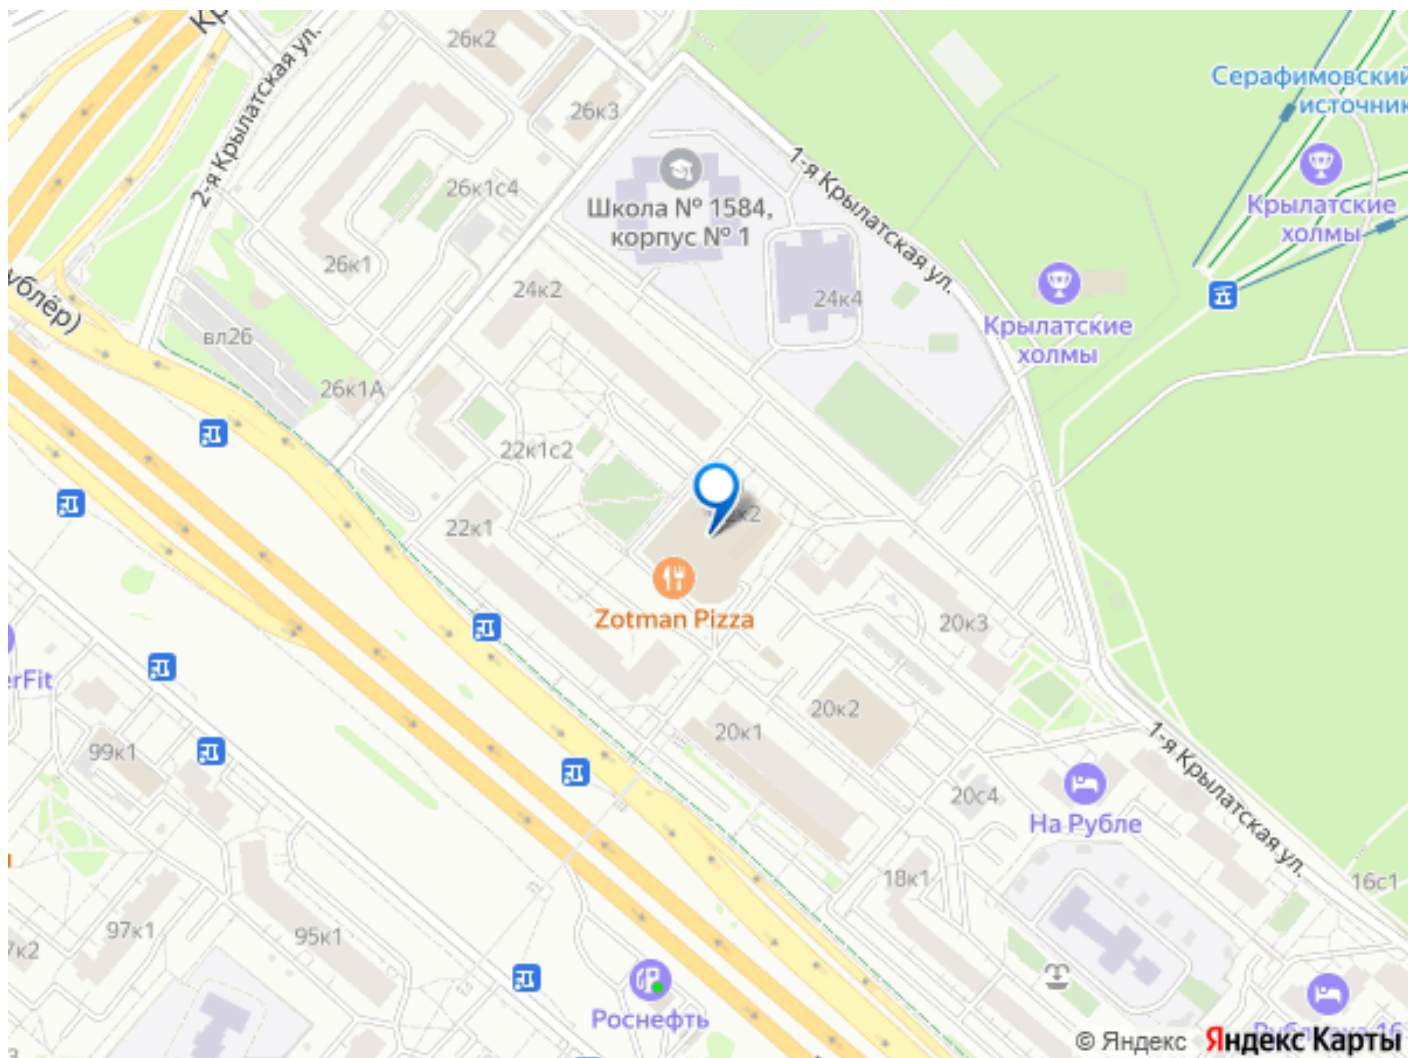 26к2
2-я Крылатская ул.
26к3
Серафимовский
источник
1-я Крылатская ул.
26к1с4
Школа № 1584,
корпус № 1
Крылатские
холмы
26к1
24к2
24к4
Крылатские
холмы
вл26
26к1А
22к1с2
22к1
Zotman Pizza
20к3
20к2
20к1
1-я Крылатская ул.
99к1
20с4
На Рубле
18к1
16с1
97к1
95к1
Роснефть
© Яндекс Яндекс Карты